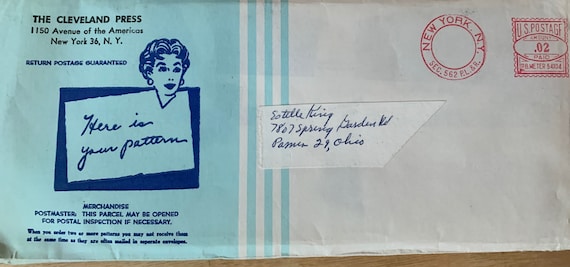 THE CLEVELAND PRESS
1150 Avenue of the Americas
New York 36, N. Y.
RETURN POSTAGE GUARANTEED
Here is
your pattern
MERCHANDISE
POSTMASTER: THIS PARCEL MAY BE OPENED
FOR POSTAL INSPECTION IF NECESSARY.
When you order two or more patterns you may not receive them
at the same time as they are often mailed in separate envelopes.
Estelle King
7807 Spring Garden Rd
Parma 29, Ohio
NEW YORK, N.Y.
SEC. 562 P.L. & R.
U.S. POSTAGE
.02
PAID